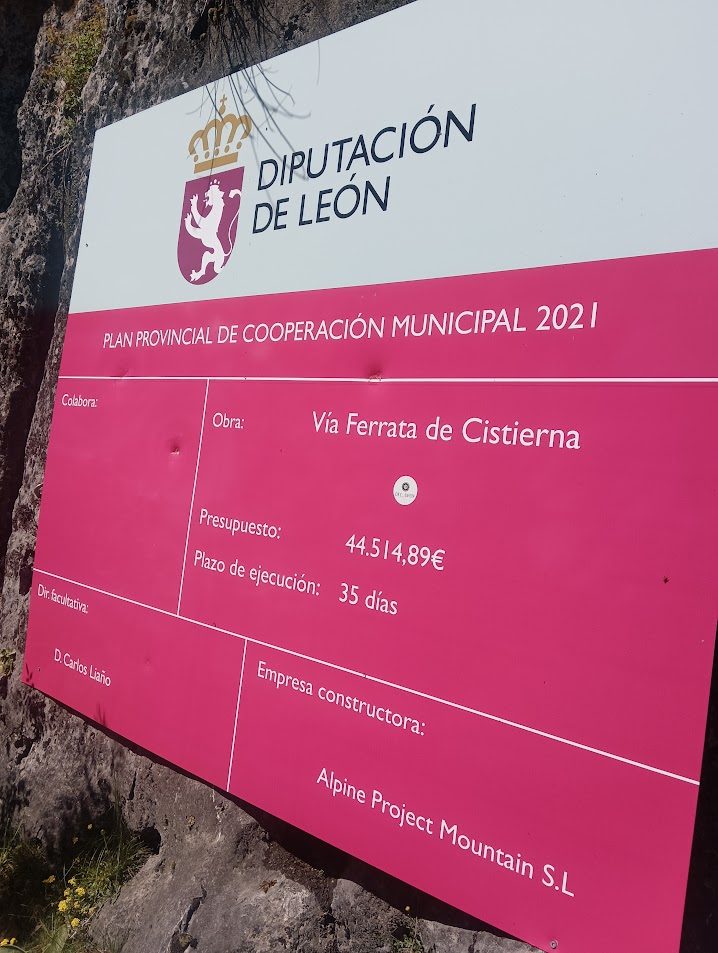 DIPUTACIÓN
DE LEÓN
PLAN PROVINCIAL DE COOPERACIÓN MUNICIPAL 2021
Colabora:
Obra: Vía Ferrata de Cistierna
Presupuesto: 44.514,89€
Plazo de ejecución: 35 días
Dir. facultativa:
D. Carlos Liaño
Empresa constructora:
Alpine Project Mountain S.L